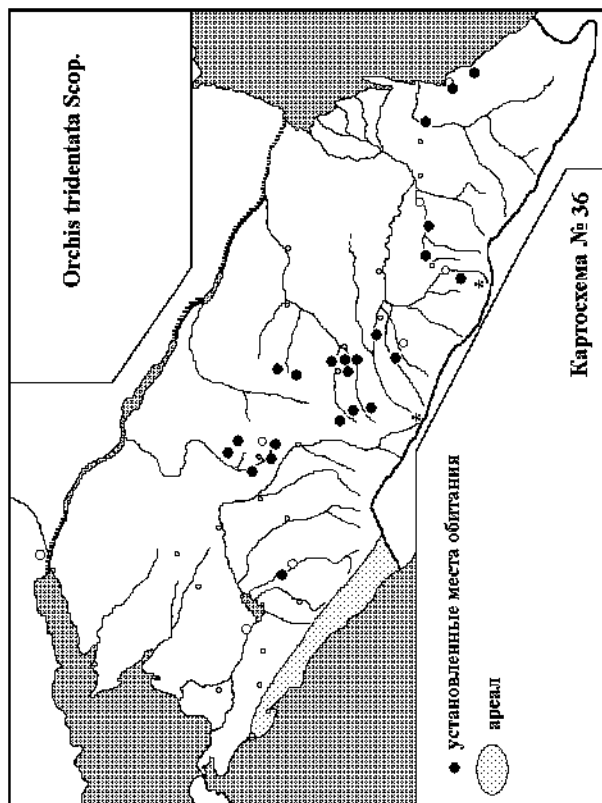 Orchis tridentata Scop.
Картосхема № 36
установленные места обитания
ареал